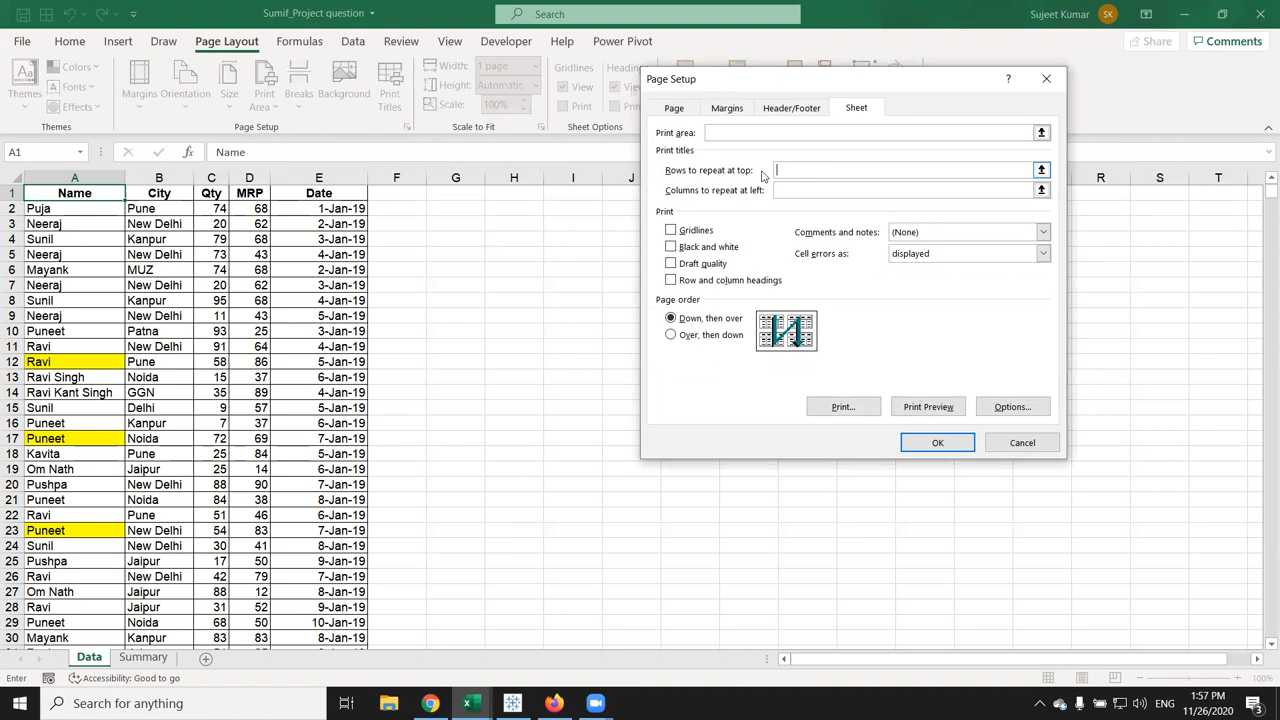 Sumif_Project question
Search
Sujeet Kumar
SK
File Home Insert Draw Page Layout Formulas Data Review View Developer Help Power Pivot
Share
Comments
Themes
Colors
Fonts
Effects
Themes
Margins
Orientation
Size
Print Area
Breaks
Background
Print Titles
Page Setup
Width: 1 page
Height: Automatic
Scale: 100%
Scale to Fit
Gridlines
View
Print
Sheet Options
A1
fx
Name
A B C D E F G H I J R S T
1 Name City Qty MRP Date
2 Puja Pune 74 68 1-Jan-19
3 Neeraj New Delhi 20 62 2-Jan-19
4 Sunil Kanpur 79 68 3-Jan-19
5 Neeraj New Delhi 73 43 4-Jan-19
6 Mayank MUZ 74 68 2-Jan-19
7 Neeraj New Delhi 20 62 3-Jan-19
8 Sunil Kanpur 95 68 4-Jan-19
9 Neeraj New Delhi 11 43 5-Jan-19
10 Puneet Patna 93 25 3-Jan-19
11 Ravi New Delhi 91 64 4-Jan-19
12 Ravi Pune 58 86 5-Jan-19
13 Ravi Singh Noida 15 37 6-Jan-19
14 Ravi Kant Singh GGN 35 89 4-Jan-19
15 Sunil Delhi 9 57 5-Jan-19
16 Puneet Kanpur 7 37 6-Jan-19
17 Puneet Noida 72 69 7-Jan-19
18 Kavita Pune 25 84 5-Jan-19
19 Om Nath Jaipur 25 14 6-Jan-19
20 Pushpa New Delhi 88 90 7-Jan-19
21 Puneet Noida 84 38 8-Jan-19
22 Ravi Pune 51 46 6-Jan-19
23 Puneet New Delhi 54 83 7-Jan-19
24 Sunil New Delhi 30 41 8-Jan-19
25 Pushpa Jaipur 17 50 9-Jan-19
26 Ravi New Delhi 42 79 7-Jan-19
27 Om Nath Jaipur 88 12 8-Jan-19
28 Ravi Jaipur 31 52 9-Jan-19
29 Puneet Noida 68 50 10-Jan-19
30 Mayank Kanpur 83 83 8-Jan-19
Page Setup
?
Page Margins Header/Footer Sheet
Print area:
Print titles
Rows to repeat at top:
Columns to repeat at left:
Print
Gridlines
Black and white
Draft quality
Row and column headings
Comments and notes: (None)
Cell errors as: displayed
Page order
Down, then over
Over, then down
Print...
Print Preview
Options...
OK
Cancel
Data Summary
Enter
Accessibility: Good to go
100%
Type here to search
1:57 PM
11/26/2020